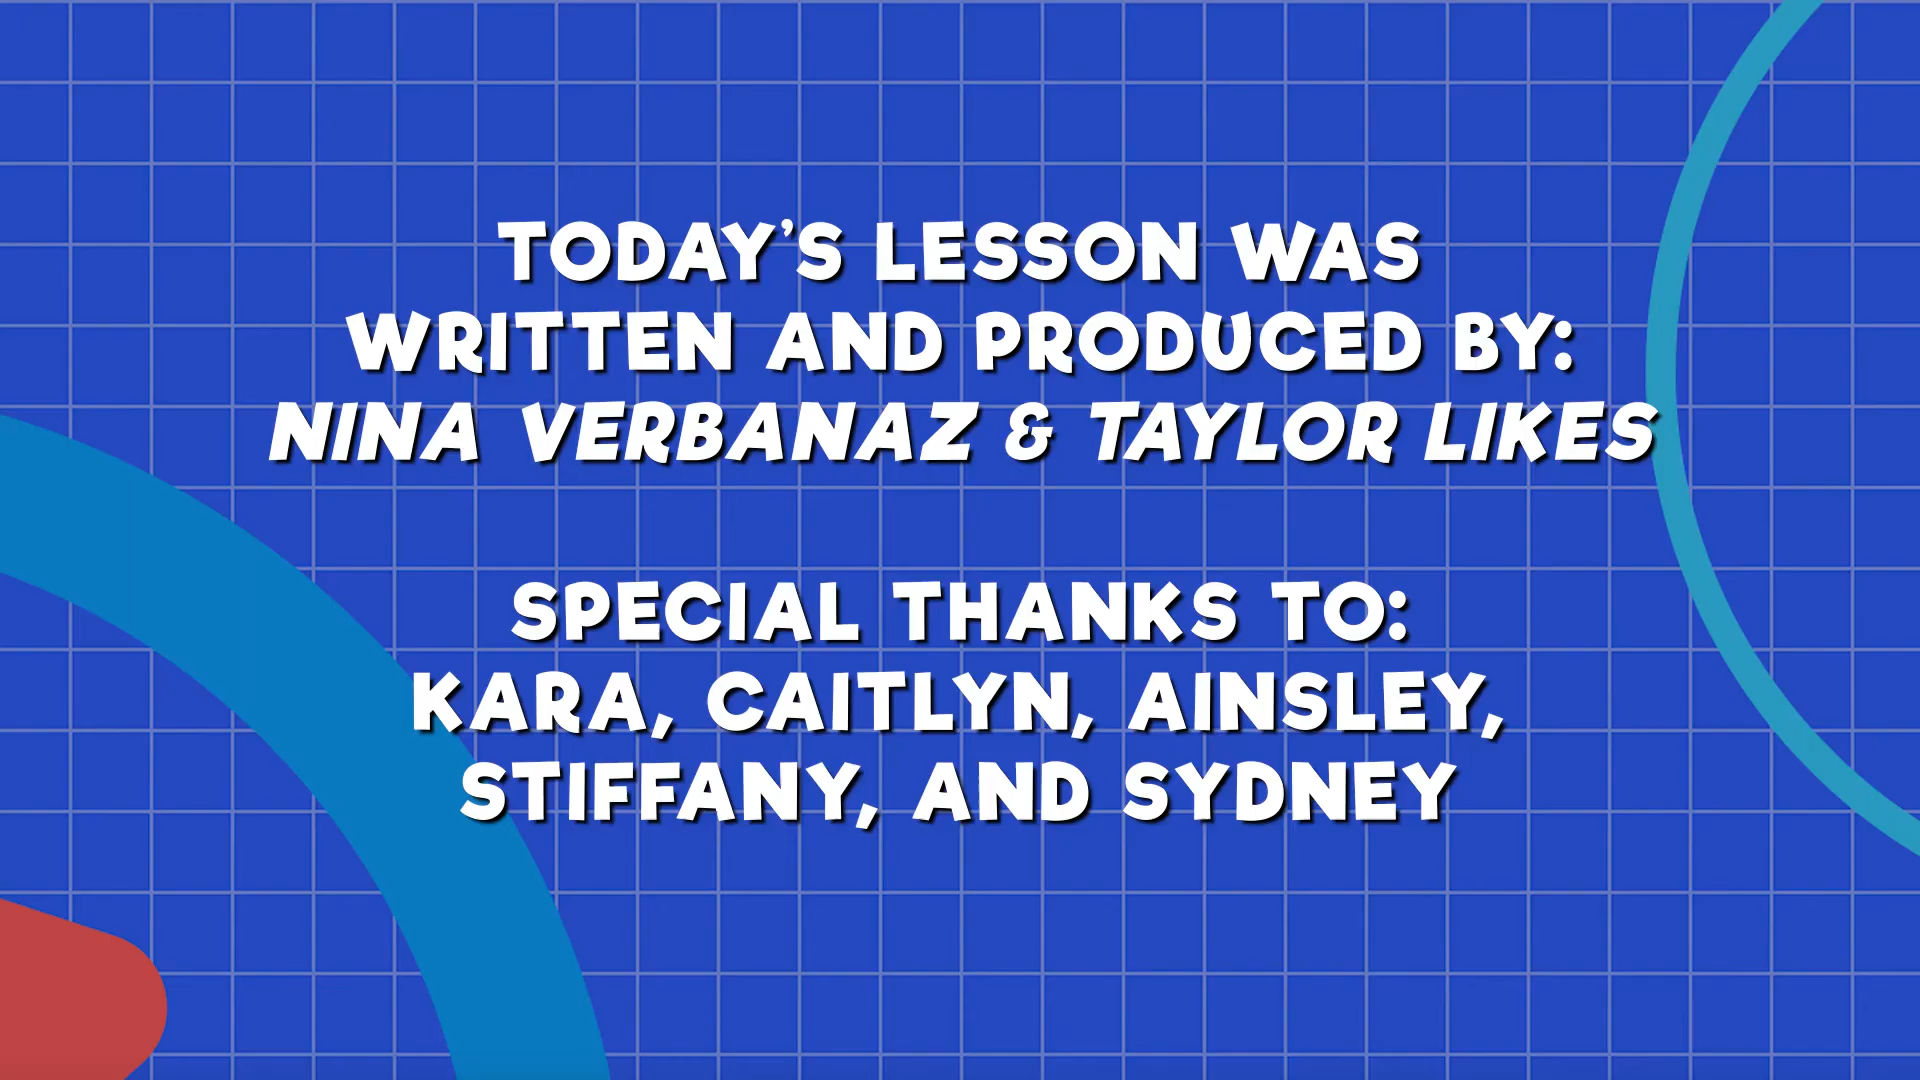 TODAY'S LESSON WAS
WRITTEN AND PRODUCED BY:
NINA VERBANAZ & TAYLOR LIKES
SPECIAL THANKS TO:
KARA, CAITLYN, AINSLEY,
STIFFANY, AND SYDNEY